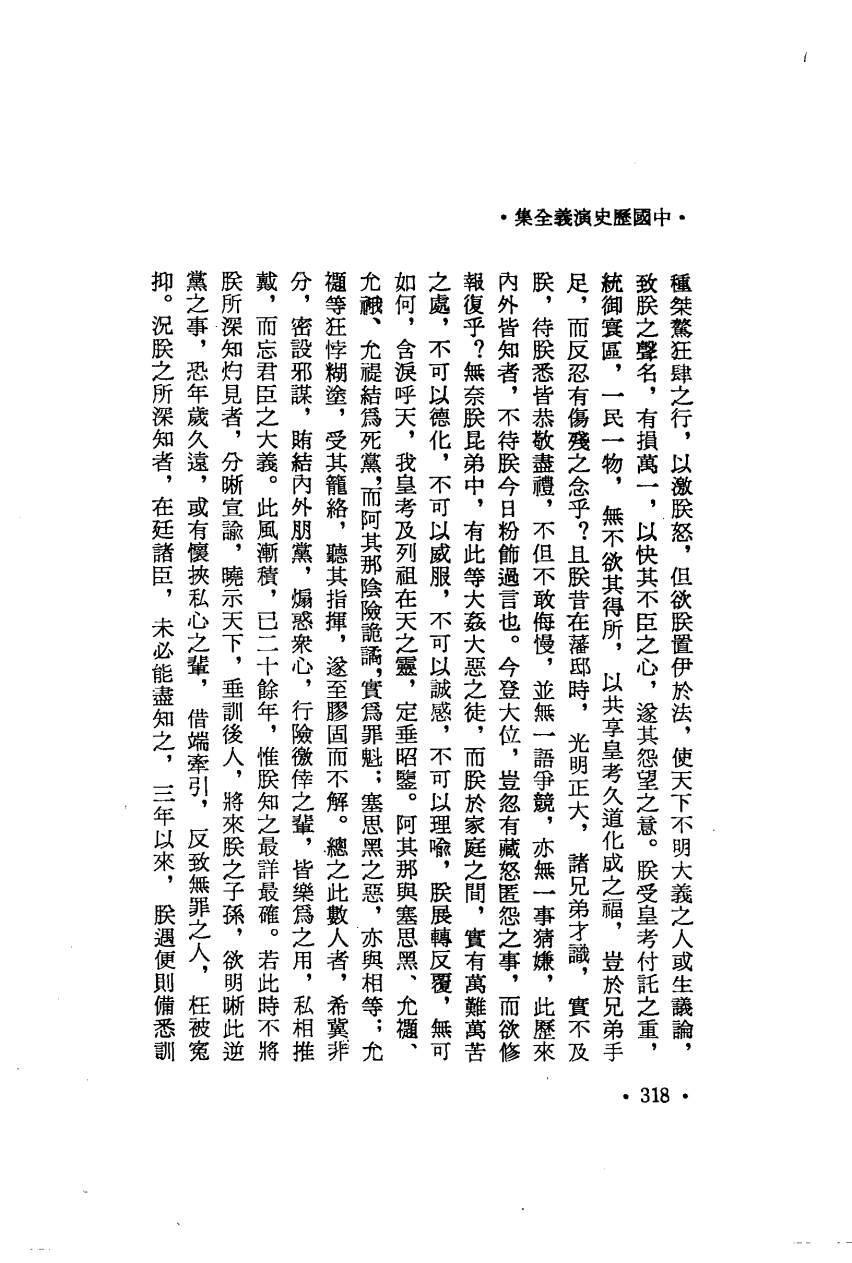 ·中國歷史演義全集·
種桀驁狂肆之行，以激朕怒，但欲朕置伊於法，使天下不明大義之人或生議論，
致朕之聲名，有損萬一，以快其不臣之心，遂其怨望之意。朕受皇考付託之重，
統御寰區，一民一物，無不欲其得所，以共享皇考久道化成之福，豈於兄弟手
足，而反忍有傷殘之念乎？且朕昔在藩邸時，光明正大，諸兄弟才識，實不及
朕，待朕悉皆恭敬盡禮，不但不敢侮慢，並無一語爭競，亦無一事猜嫌，此歷來
內外皆知者，不待朕今日粉飾過言也。今登大位，豈忽有藏怒匿怨之事，而欲修
報復乎？無奈朕昆弟中，有此等大姦大惡之徒，而朕於家庭之間，實有萬難萬苦
之處，不可以德化，不可以威服，不可以誠感，不可以理喻，朕展轉反覆，無可
如何，含淚呼天，我皇考及列祖在天之靈，定垂昭鑒。阿其那與塞思黑、允禵、
允䄉、允禔結爲死黨，而阿其那陰險詭譎，實爲罪魁；塞思黑之惡，亦與相等；允
禵等狂悖糊塗，受其籠絡，聽其指揮，遂至膠固而不解。總之此數人者，希冀非
分，密設邪謀，賄結內外朋黨，煽惑衆心，行險徼倖之輩，皆樂爲之用，私相推
戴，而忘君臣之大義。此風漸積，已二十餘年，惟朕知之最詳最確。若此時不將
朕所深知灼見者，分晰宣諭，曉示天下，垂訓後人，將來朕之子孫，欲明晰此逆
黨之事，恐年歲久遠，或有懷挾私心之輩，借端牽引，反致無罪之人，枉被冤
抑。況朕之所深知者，在廷諸臣，未必能盡知之，三年以來，朕遇便則備悉訓
·318·